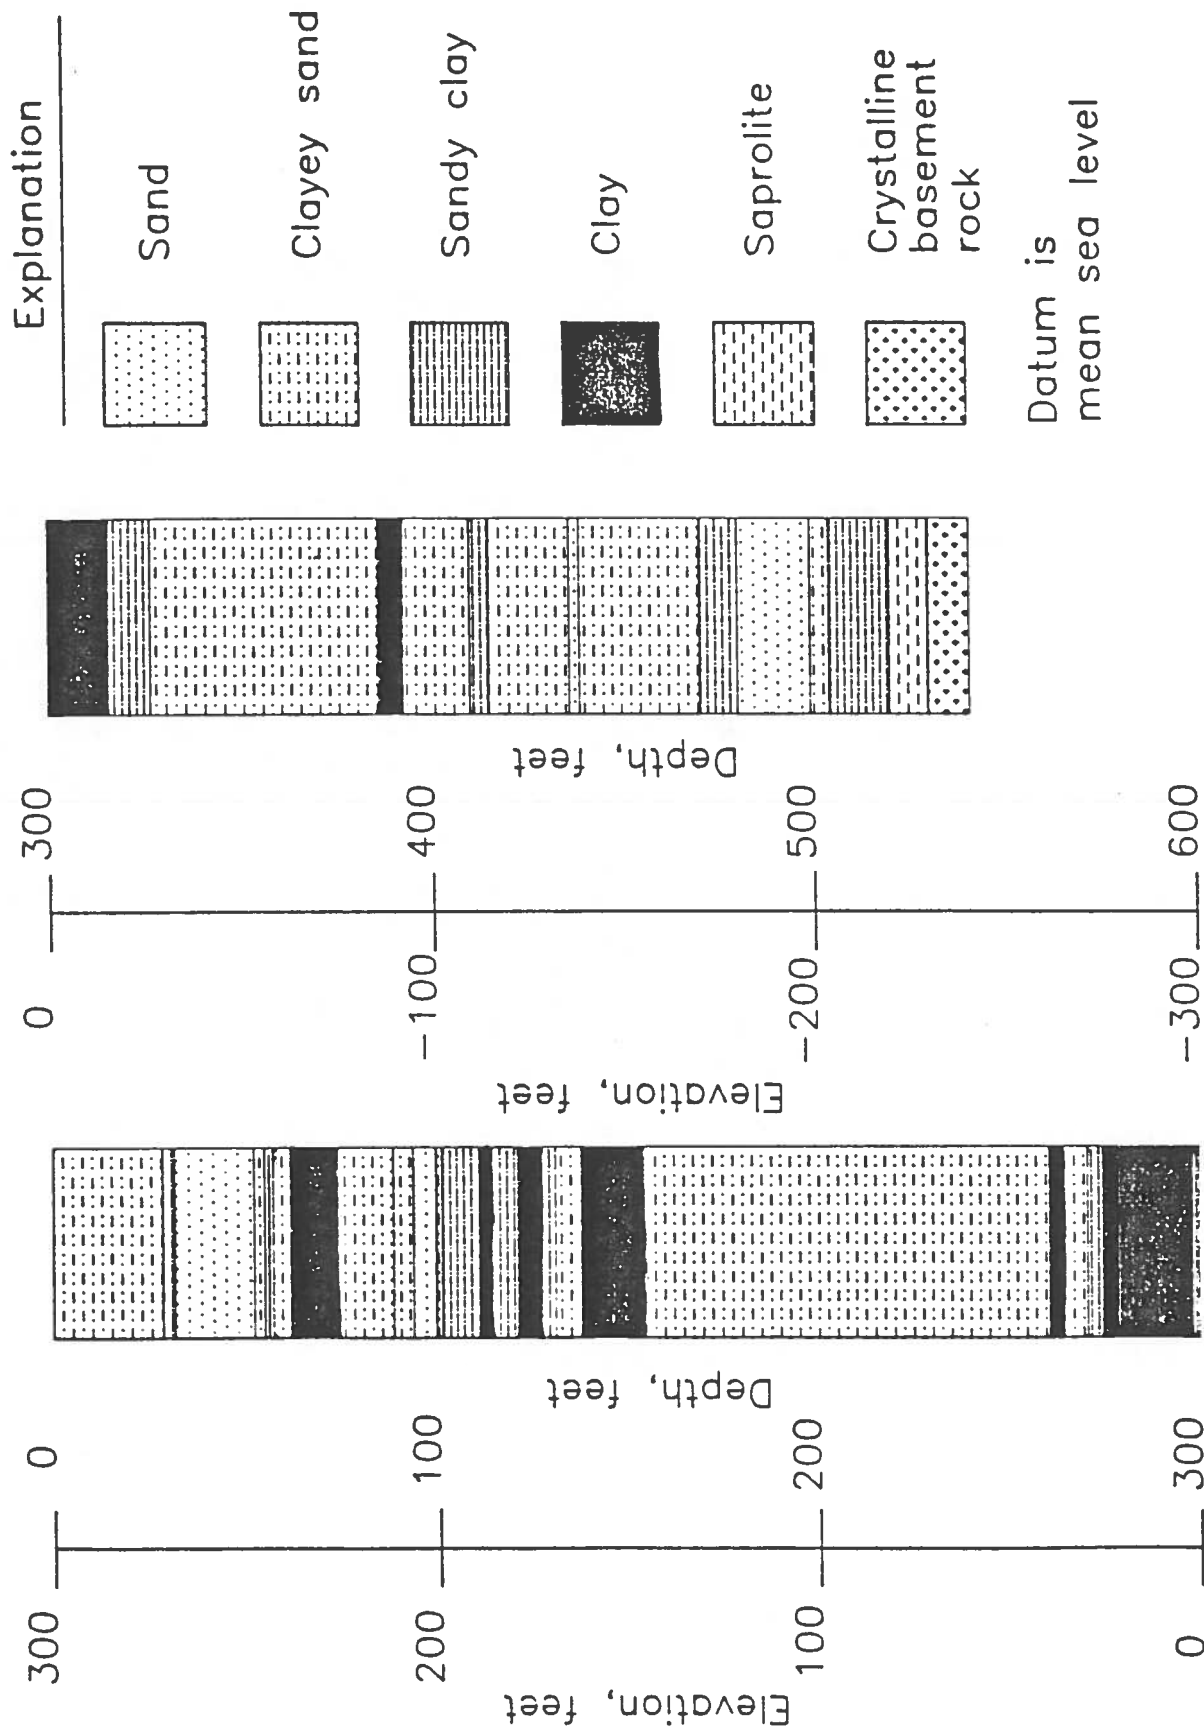 Explanation
Sand
Clayey sand
Sandy clay
Clay
Saprolite
Crystalline
basement
rock
Datum is
mean sea level
Depth, feet
300
400
500
600
0
-100
-200
-300
Elevation, feet
Depth, feet
0
100
200
300
300
200
100
0
Elevation, feet